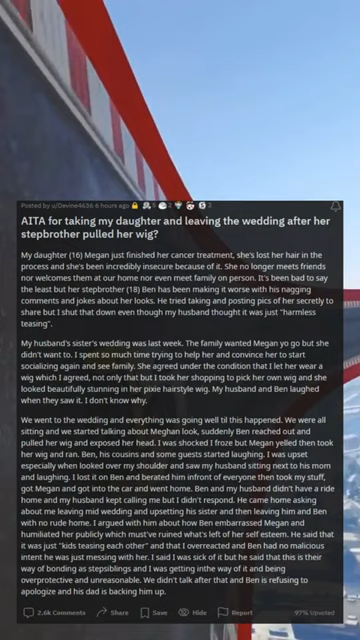 Posted by u/Devine4636 6 hours ago
AITA for taking my daughter and leaving the wedding after her
stepbrother pulled her wig?
My daughter (16) Megan just finished her cancer treatment, she's lost her hair in the
process and she's been incredibly insecure because of it. She no longer meets friends
nor welcomes them at our home nor even meet family on person. It's been bad to say
the least but her stepbrother (18) Ben has been making it worse with his nagging
comments and jokes about her looks. He tried taking and posting pics of her secretly to
share but I shut that down even though my husband thought it was just "harmless
teasing".
My husband's sister's wedding was last week. The family wanted Megan yo go but she
didn't want to. I spent so much time trying to help her and convince her to start
socializing again and see family. She agreed under the condition that I let her wear a
wig which I agreed, not only that but I took her shopping to pick her own wig and she
looked beautifully stunning in her pixie hairstyle wig. My husband and Ben laughed
when they saw it. I don't know why.
We went to the wedding and everything was going well til this happened. We were all
sitting and we started talking about Meghan look, suddenly Ben reached out and
pulled her wig and exposed her head. I was shocked I froze but Megan yelled then took
her wig and ran. Ben, his cousins and some guests started laughing. I was upset
especially when looked over my shoulder and saw my husband sitting next to his mom
and laughing. I lost it on Ben and berated him infront of everyone then took my stuff,
got Megan and got into the car and went home. Ben and my husband didn't have a ride
home and my husband kept calling me but I didn't respond. He came home asking
about me leaving mid wedding and upsetting his sister and then leaving him and Ben
with no rude home. I argued with him about how Ben embarrassed Megan and
humiliated her publicly which must've ruined what's left of her self esteem. He said that
it was just "kids teasing each other" and that I overreacted and Ben had no malicious
intent he was just messing with her. I said I was sick of it but he said that this is their
way of bonding as stepsiblings and I was getting inthe way of it and being
overprotective and unreasonable. We didn't talk after that and Ben is refusing to
apologize and his dad is backing him up.
2.6k Comments Share Save Hide Report 97% Upvoted